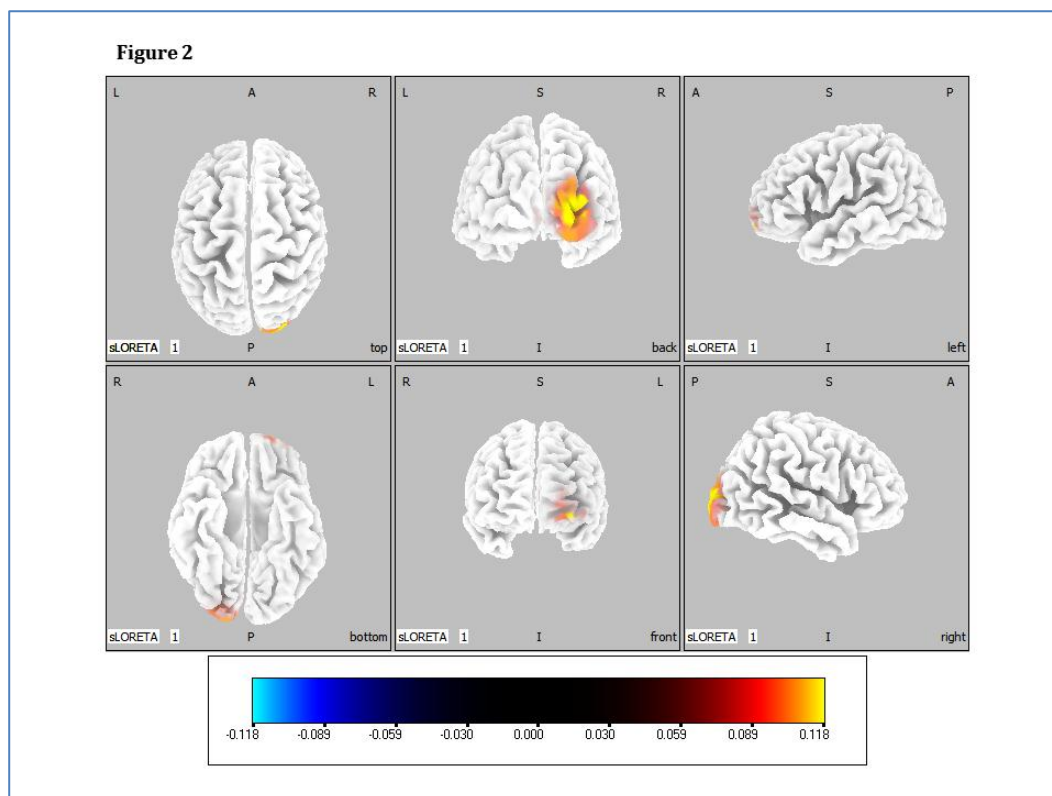 Figure 2
L A R
sLORETA 1 P top
L S R
sLORETA 1 I back
A S P
sLORETA 1 I left
R A L
sLORETA 1 P bottom
R S L
sLORETA 1 I front
P S A
sLORETA 1 I right
-0.118 -0.089 -0.059 -0.030 0.000 0.030 0.059 0.089 0.118